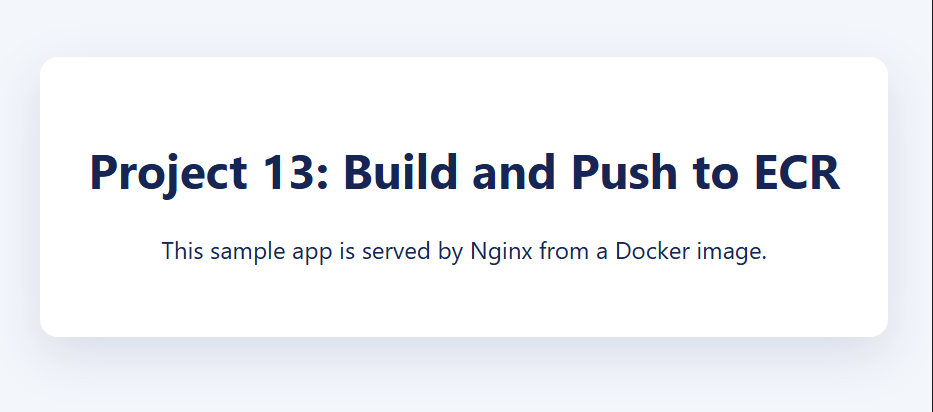 Project 13: Build and Push to ECR
This sample app is served by Nginx from a Docker image.